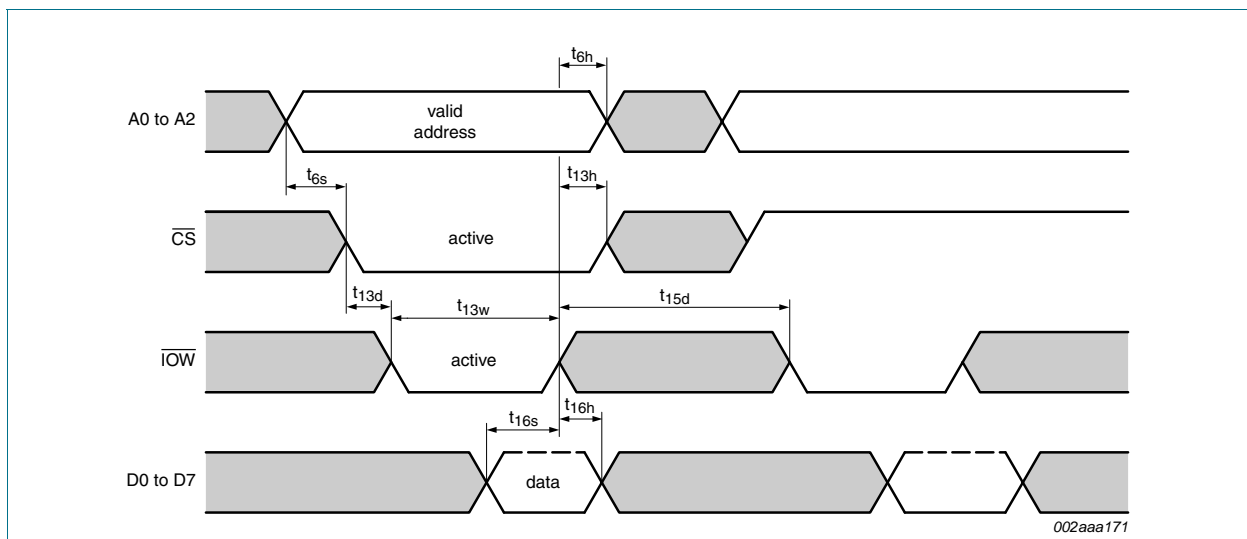 t6h
A0 to A2
valid
address
t6s
t13h
CS
active
t13d
t13w
t15d
IOW
active
t16s
t16h
D0 to D7
data
002aaa171